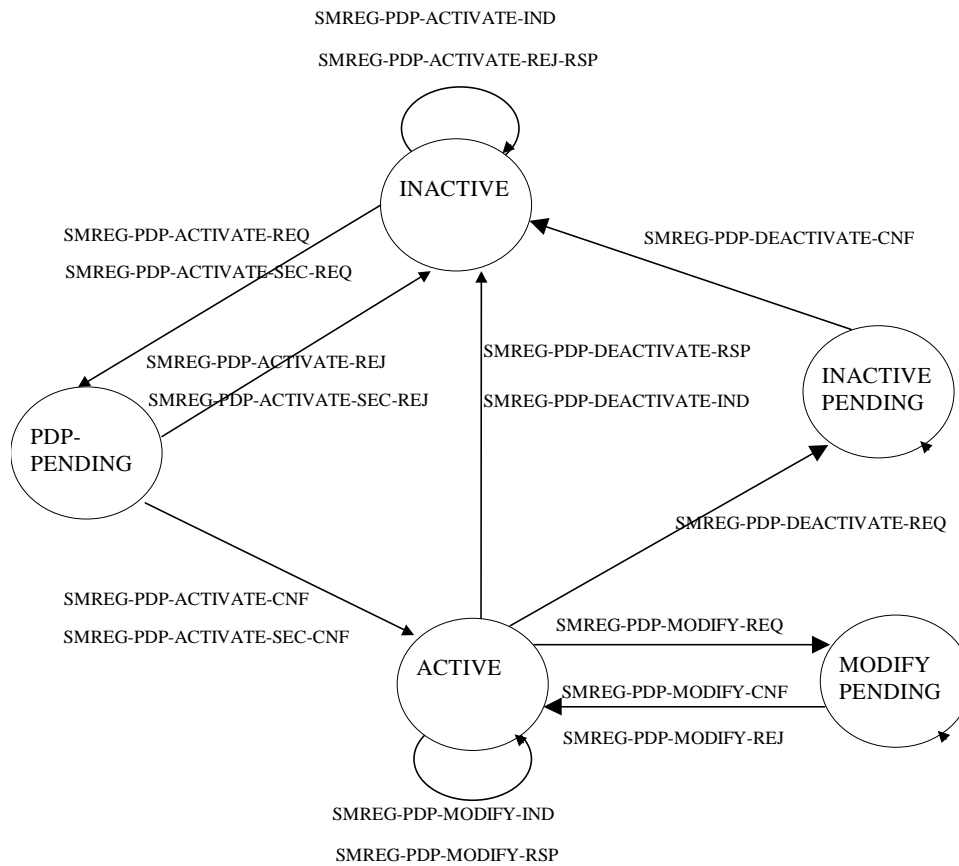 SMREG-PDP-ACTIVATE-IND
SMREG-PDP-ACTIVATE-REJ-RSP
INACTIVE
SMREG-PDP-ACTIVATE-REQ
SMREG-PDP-ACTIVATE-SEC-REQ
SMREG-PDP-DEACTIVATE-CNF
SMREG-PDP-ACTIVATE-REJ
SMREG-PDP-ACTIVATE-SEC-REJ
SMREG-PDP-DEACTIVATE-RSP
SMREG-PDP-DEACTIVATE-IND
INACTIVE
PENDING
PDP-
PENDING
SMREG-PDP-DEACTIVATE-REQ
SMREG-PDP-ACTIVATE-CNF
SMREG-PDP-ACTIVATE-SEC-CNF
SMREG-PDP-MODIFY-REQ
ACTIVE
MODIFY
PENDING
SMREG-PDP-MODIFY-CNF
SMREG-PDP-MODIFY-REJ
SMREG-PDP-MODIFY-IND
SMREG-PDP-MODIFY-RSP